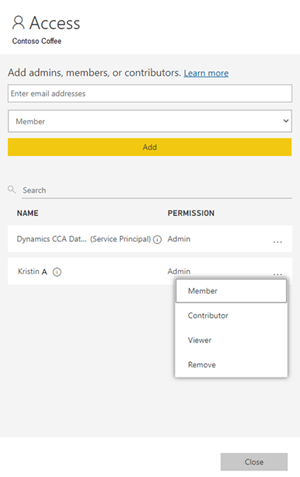 Access
Contoso Coffee
Add admins, members, or contributors. Learn more
Enter email addresses
Member
Add
Search
NAME PERMISSION
Dynamics CCA Dat... (Service Principal) Admin ...
Kristin A Admin ...
Member
Contributor
Viewer
Remove
Close